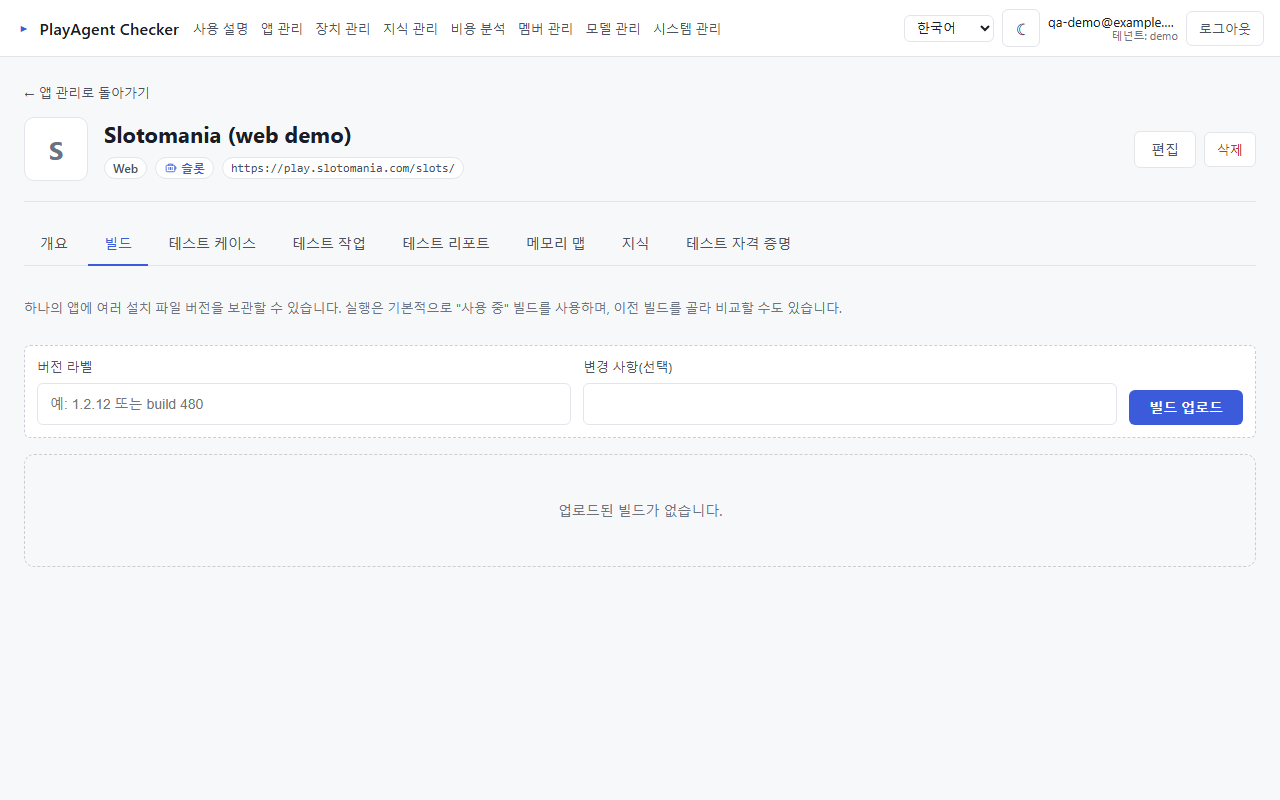 ▸ PlayAgent Checker 사용 설명 앱 관리 장치 관리 지식 관리 비용 분석 멤버 관리 모델 관리 시스템 관리 한국어 ☾ qa-demo@example.... 로그아웃
테넌트: demo
← 앱 관리로 돌아가기
S
Slotomania (web demo)
Web 슬롯 https://play.slotomania.com/slots/
편집 삭제
개요 빌드 테스트 케이스 테스트 작업 테스트 리포트 메모리 맵 지식 테스트 자격 증명
하나의 앱에 여러 설치 파일 버전을 보관할 수 있습니다. 실행은 기본적으로 "사용 중" 빌드를 사용하며, 이전 빌드를 골라 비교할 수도 있습니다.
버전 라벨 변경 사항(선택)
예: 1.2.12 또는 build 480 빌드 업로드
업로드된 빌드가 없습니다.